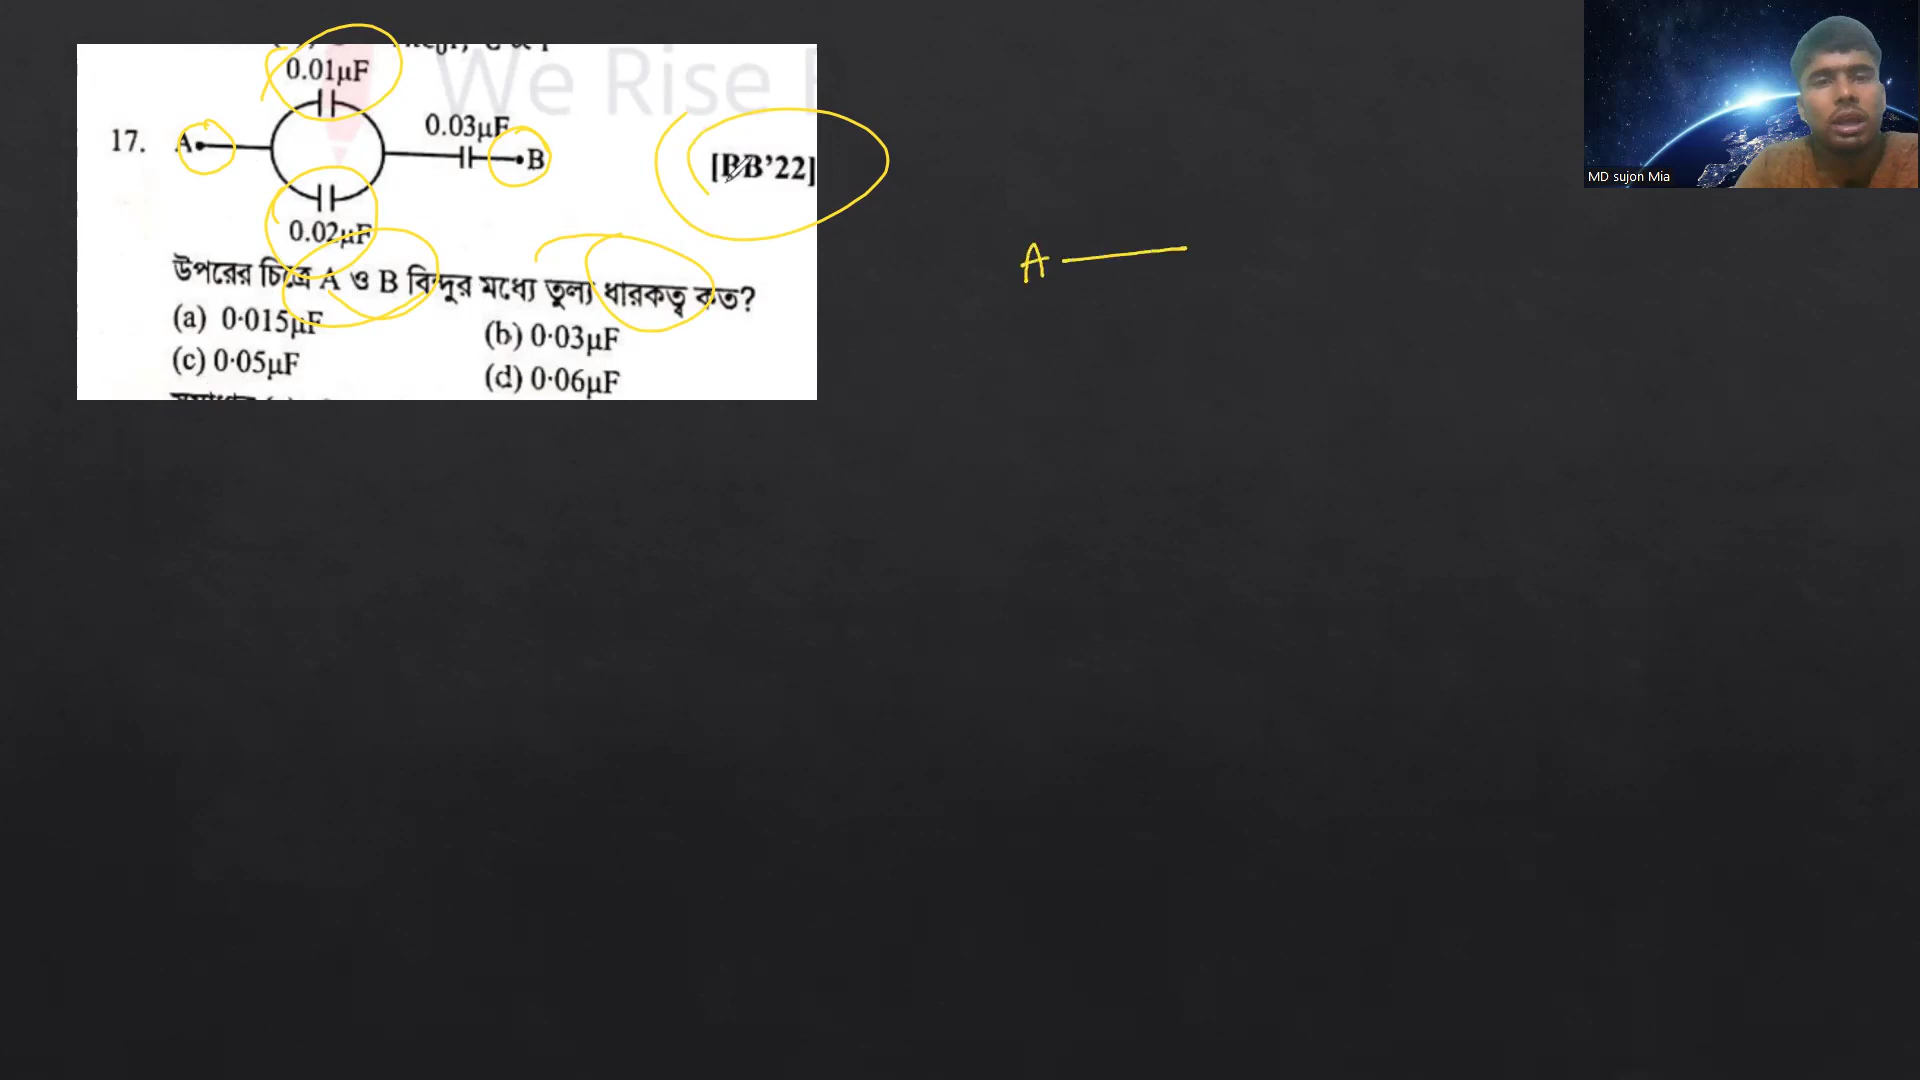 We Rise
0.01μF
17. A
0.03μF
B
[BB'22]
0.02μF
উপরের চিত্রে A ও B বিন্দুর মধ্যে তুল্য ধারকত্ব কত?
(a) 0·015μF
(b) 0·03μF
(c) 0·05μF
(d) 0·06μF
A
MD sujon Mia